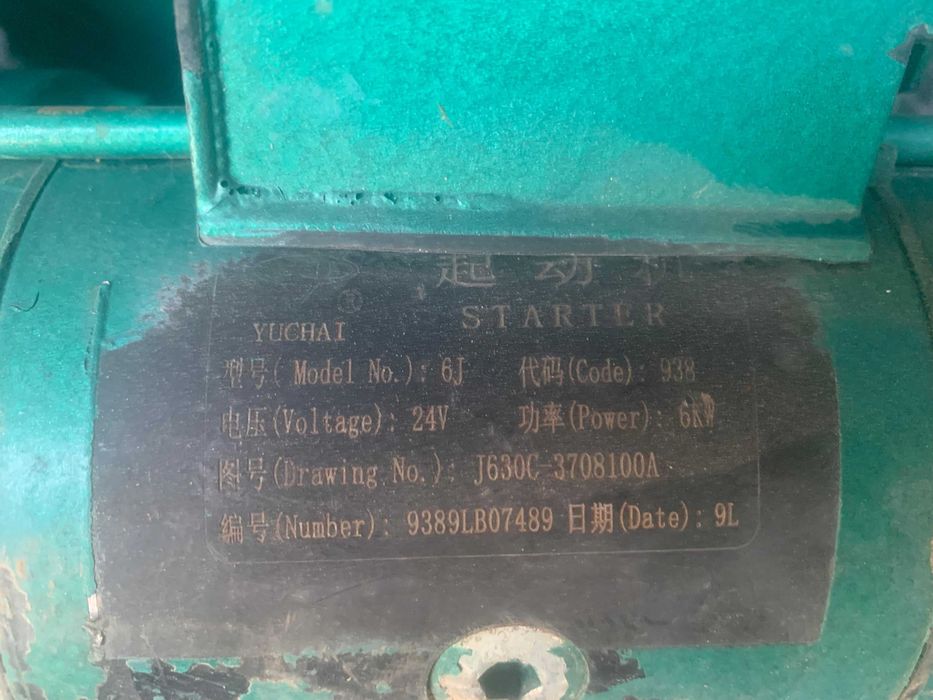 起动机
®
YUCHAI
STARTER
型号(Model No.): 6J 代码(Code): 938
电压(Voltage): 24V 功率(Power): 6KW
图号(Drawing No.): J630C-3708100A
编号(Number): 9389LB07489 日期(Date): 9L